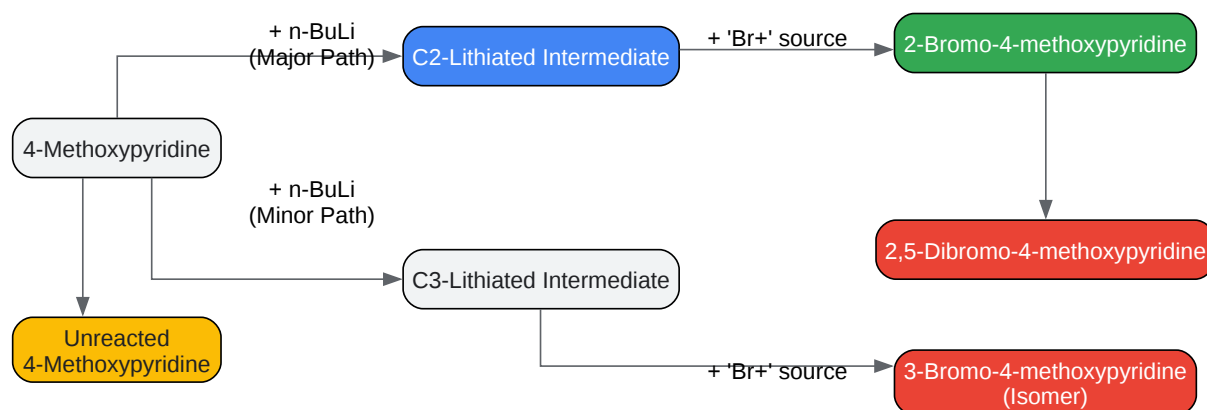 + n-BuLi
(Major Path)
C2-Lithiated Intermediate
+ 'Br+' source
2-Bromo-4-methoxypyridine
4-Methoxypyridine
+ n-BuLi
(Minor Path)
2,5-Dibromo-4-methoxypyridine
C3-Lithiated Intermediate
Unreacted
4-Methoxypyridine
+ 'Br+' source
3-Bromo-4-methoxypyridine
(Isomer)